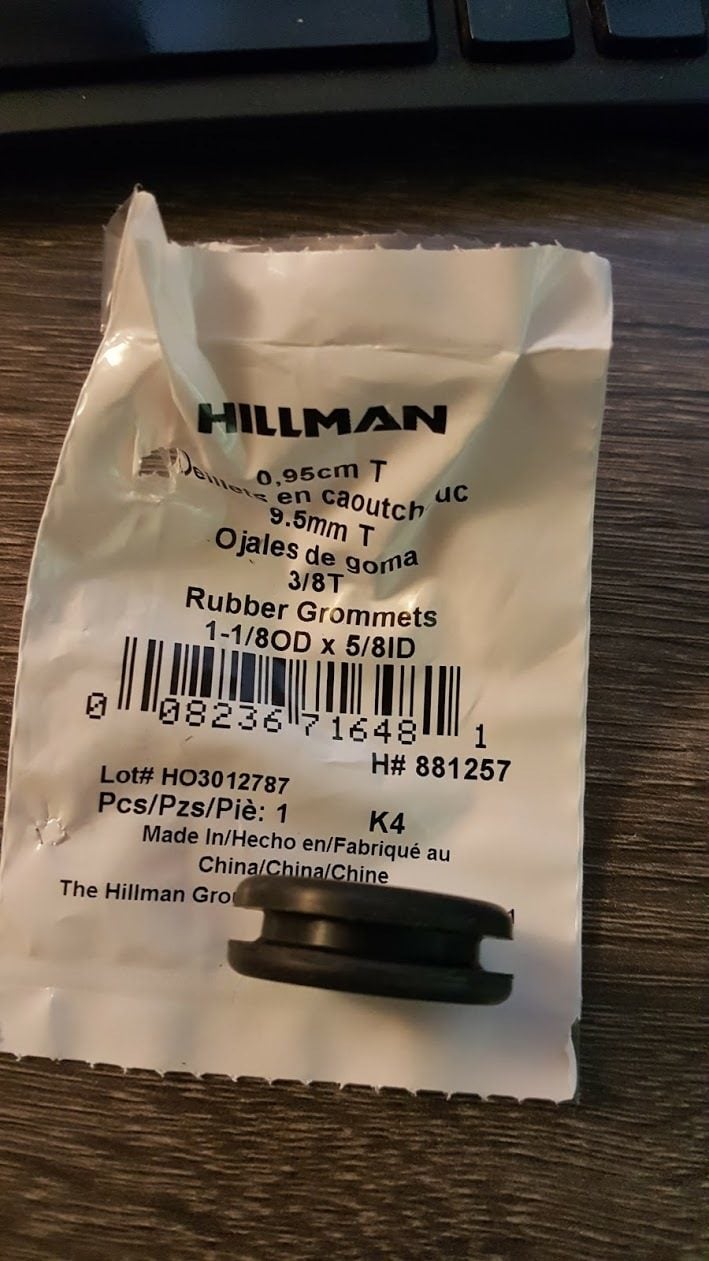 HILLMAN
0,95cm T
Oeillets en caoutchouc
9.5mm T
Ojales de goma
3/8T
Rubber Grommets
1-1/8OD x 5/8ID
0 08236 71648 1
H# 881257
Lot# HO3012787
Pcs/Pzs/Piè: 1 K4
Made In/Hecho en/Fabriqué au
China/China/Chine
The Hillman Gro